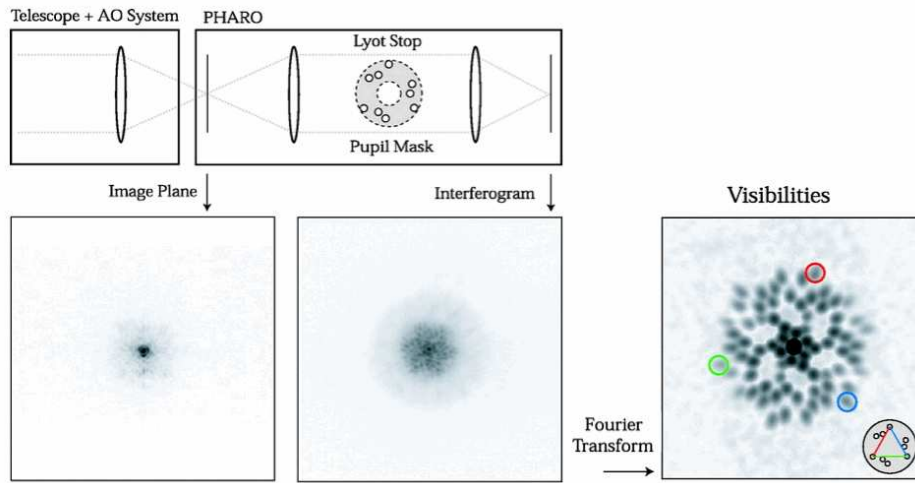 Telescope + AO System
PHARO
Lyot Stop
Pupil Mask
Image Plane
Interferogram
Visibilities
Fourier
Transform